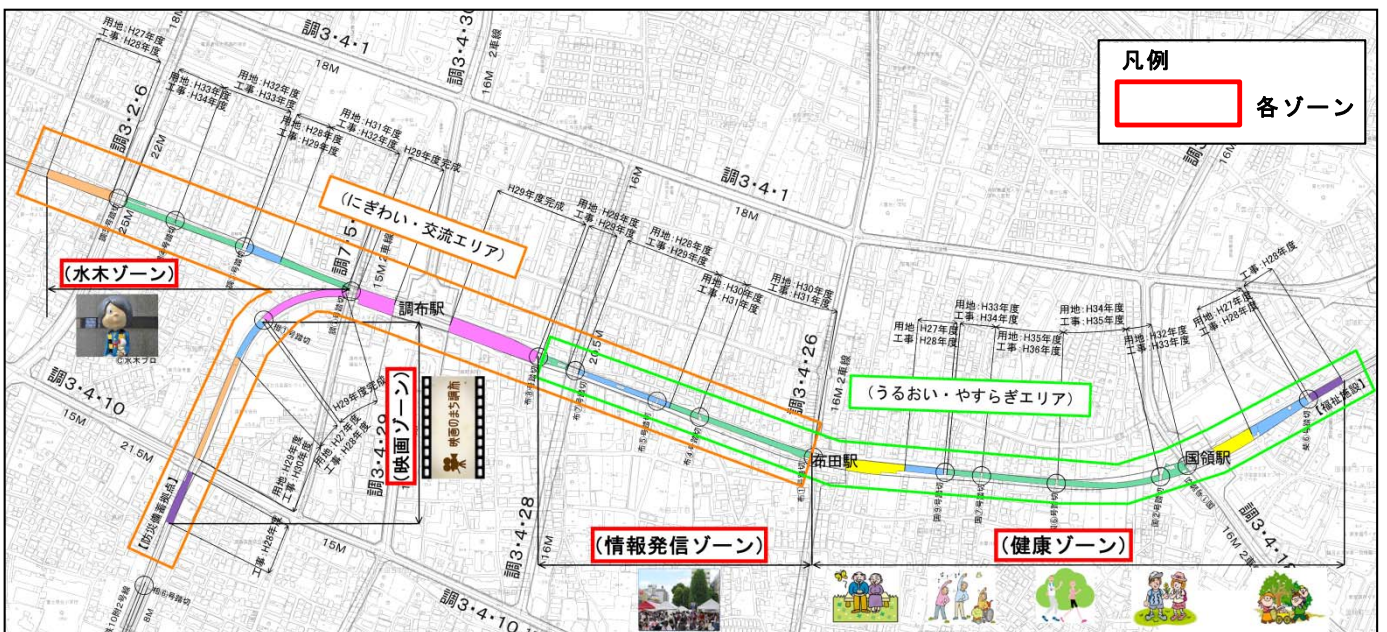 凡例
各ゾーン
調3・4・1
18M
調3・4・30
16M 2車線
調3・2・6
22M
25M
用地：H27年度
工事：H28年度
用地：H33年度
工事：H34年度
用地：H32年度
工事：H33年度
用地：H28年度
工事：H29年度
用地：H31年度
工事：H32年度
H29年度完成
（にぎわい・交流エリア）
調7・5・
15M 2車線
H29年度完成
16M
調3・4・1
18M
用地：H28年度
工事：H29年度
用地：H28年度
工事：H29年度
用地：H30年度
工事：H31年度
用地：H30年度
工事：H31年度
（水木ゾーン）
©水木プロ
調布駅
20.5M
調3・4・26
16M 2車線
用地：H27年度
工事：H28年度
用地：H33年度
工事：H34年度
用地：H35年度
工事：H36年度
用地：H34年度
工事：H35年度
用地：H32年度
工事：H33年度
用地：H27年度
工事：H28年度
工事：H28年度
（うるおい・やすらぎエリア）
【福祉施設】
布田駅
国領駅
調3・4・10
15M
21.5M
H29年度完成
用地：H27年度
工事：H28年度
用地：H29年度
工事：H30年度
調3・4・29
（映画ゾーン）
映画のまち調布
【防災備蓄拠点】
工事：H28年度
15M
調3・4・28
16M
（情報発信ゾーン）
（健康ゾーン）
調3・4・10
16M 2車
8M